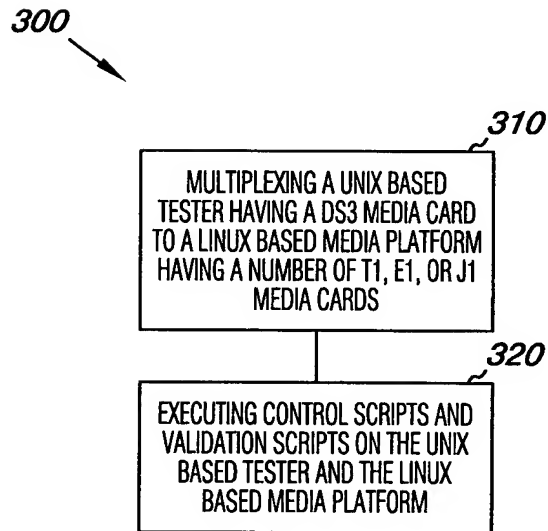 300
310
MULTIPLEXING A UNIX BASED
TESTER HAVING A DS3 MEDIA CARD
TO A LINUX BASED MEDIA PLATFORM
HAVING A NUMBER OF T1, E1, OR J1
MEDIA CARDS
320
EXECUTING CONTROL SCRIPTS AND
VALIDATION SCRIPTS ON THE UNIX
BASED TESTER AND THE LINUX
BASED MEDIA PLATFORM